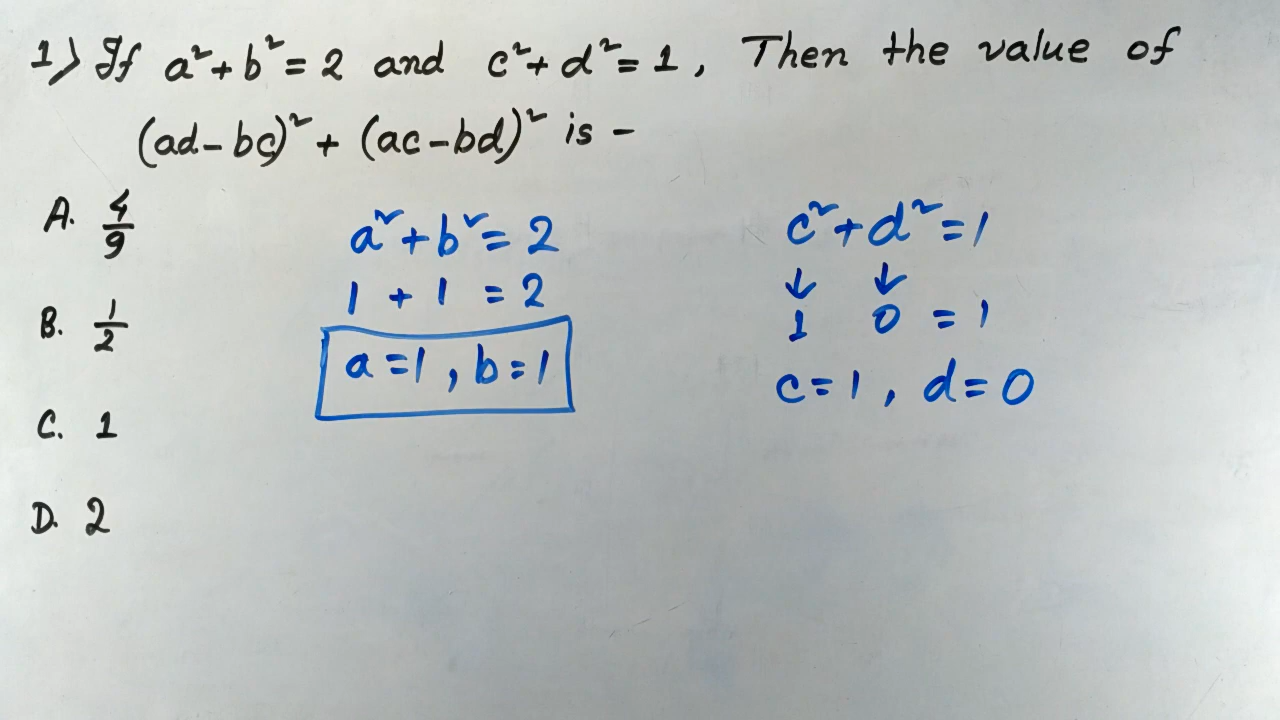 1) If a²+b²=2 and c²+d²=1, Then the value of
(ad-bc)²+(ac-bd)² is -
A. 4/9
B. 1/2
C. 1
D. 2
a²+b²=2
1+1=2
a=1, b=1
c²+d²=1
↓ ↓
1 0 =1
c=1, d=0